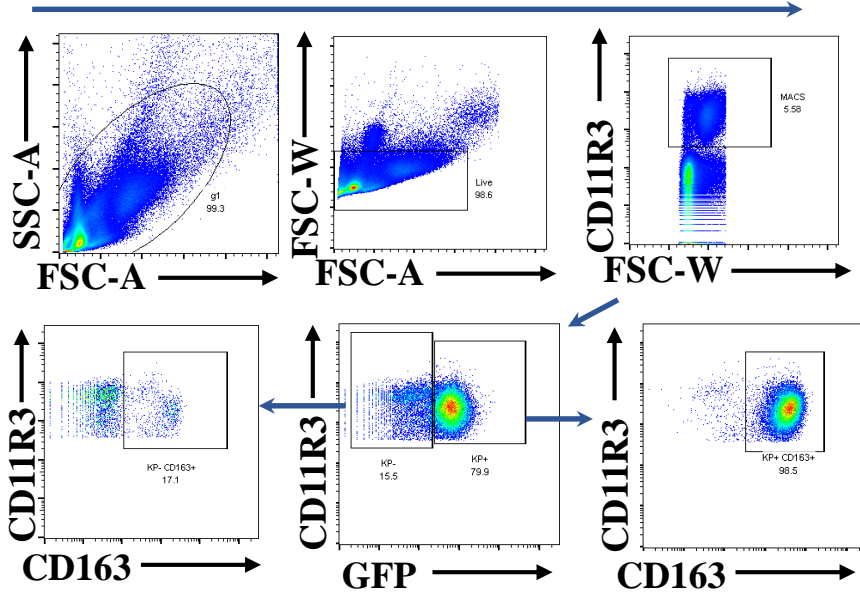 SSC-A
g1
99.3
FSC-A
FSC-W
Live
98.6
FSC-A
CD11R3
MACS
5.58
FSC-W
CD11R3
KP- CD163+
17.1
CD163
CD11R3
KP-
15.5
KP+
79.9
GFP
CD11R3
KP+ CD163+
98.5
CD163